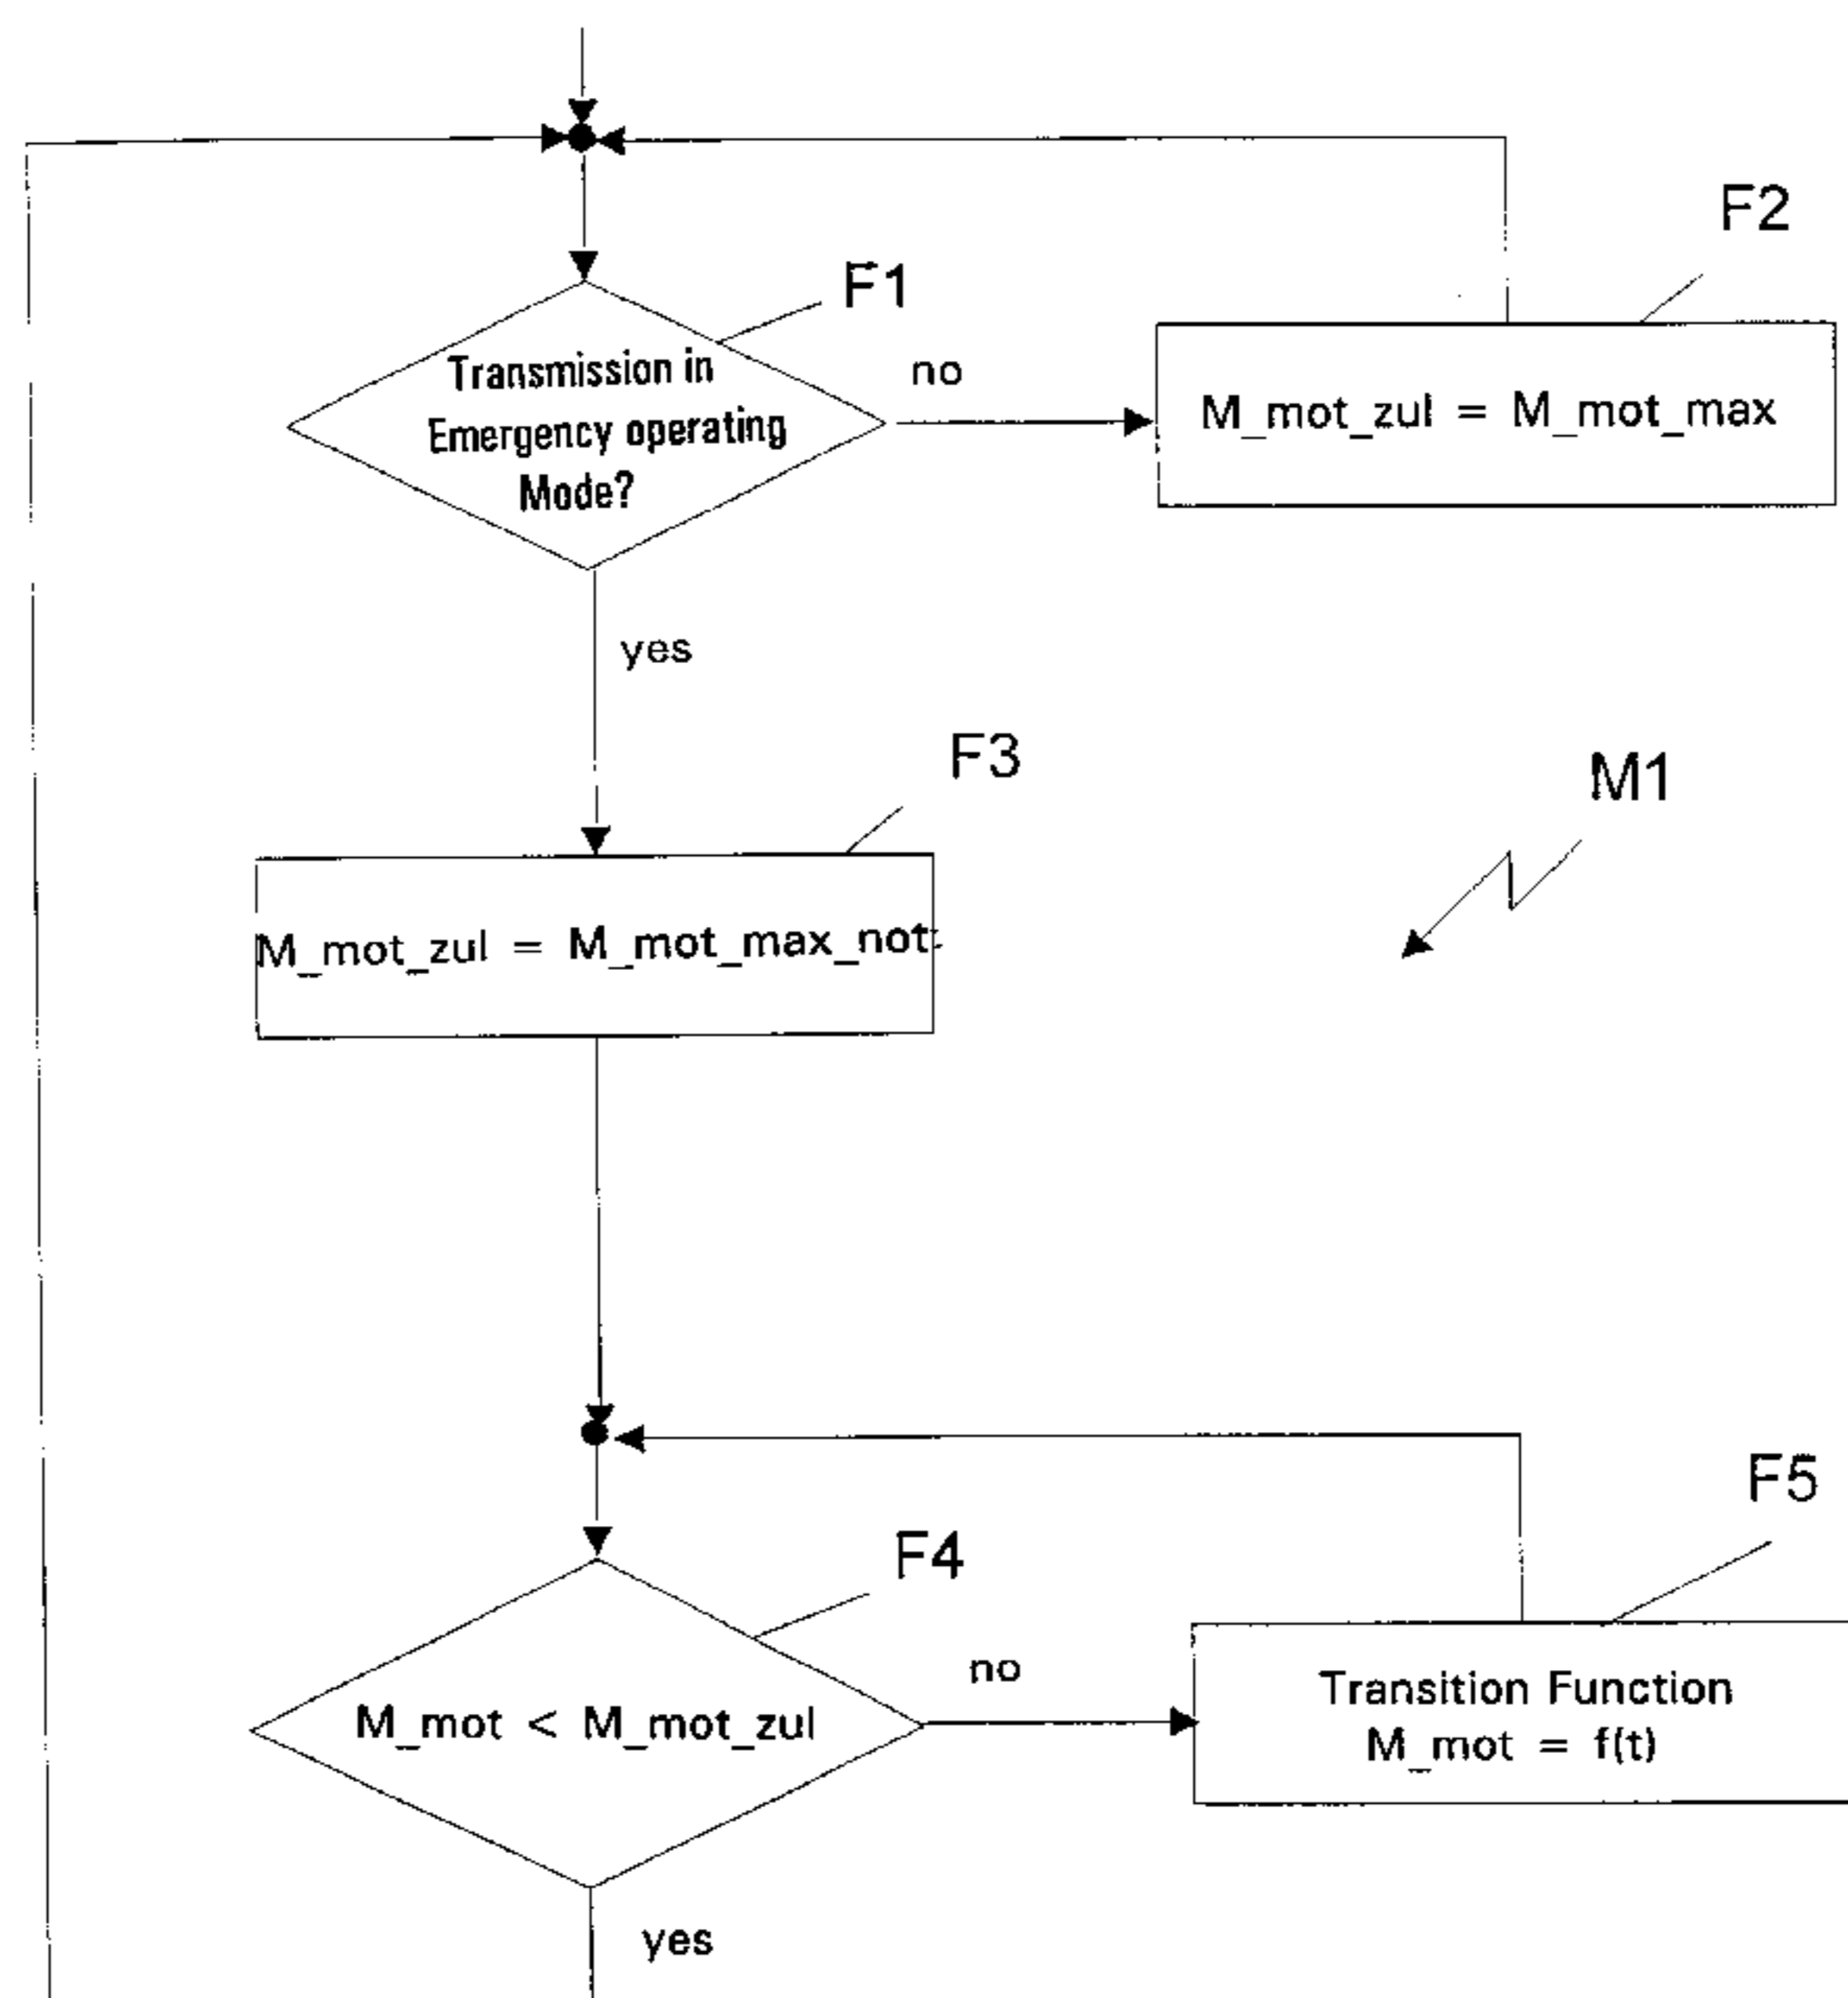 F2
F1
Transmission in
Emergency operating
Mode?
no
M_mot_zul = M_mot_max
yes
F3
M1
M_mot_zul = M_mot_max_not
F5
F4
no
M_mot < M_mot_zul
Transition Function
M_mot = f(t)
yes